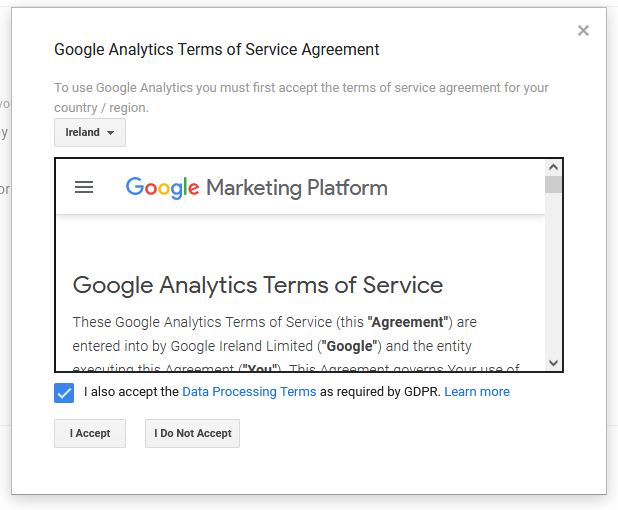 Google Analytics Terms of Service Agreement
To use Google Analytics you must first accept the terms of service agreement for your
country / region.
Ireland
Google Marketing Platform
Google Analytics Terms of Service
These Google Analytics Terms of Service (this "Agreement") are
entered into by Google Ireland Limited ("Google") and the entity
executing this Agreement ("You"). This Agreement governs Your use of
I also accept the Data Processing Terms as required by GDPR. Learn more
I Accept
I Do Not Accept